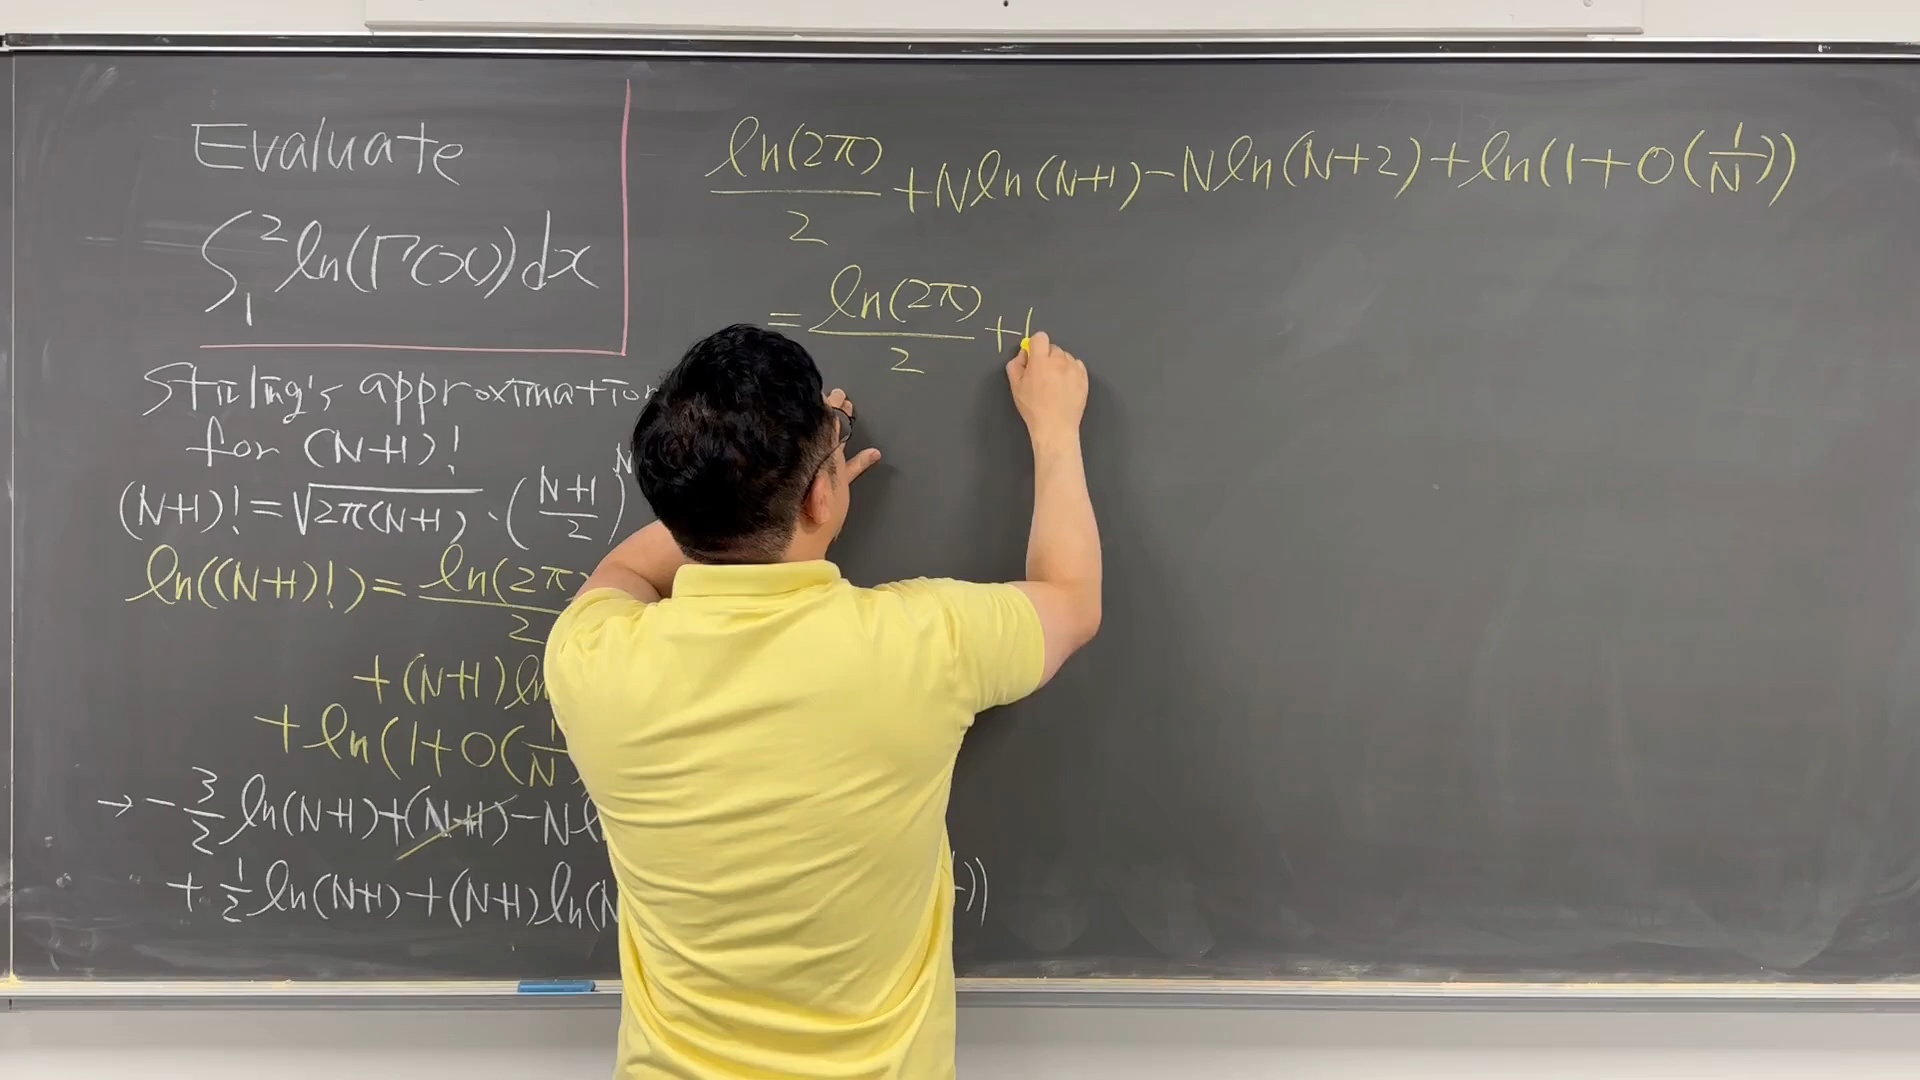 Evaluate
∫₁² ln(Γ(x))dx
Stirling's approximation
for (N+1)!
(N+1)! = √2π(N+1) · ((N+1)/2)^N
ln((N+1)!) = ln(2π)/2
+ (N+1)ln
+ ln(1+O(1/N)
→ - 3/2 ln(N+1) + (N+1) - N
+ 1/2 ln(N+1) + (N+1)ln(N ))
ln(2π)/2 + N ln(N+1) - N ln(N+2) + ln(1+O(1/N))
= ln(2π)/2 +